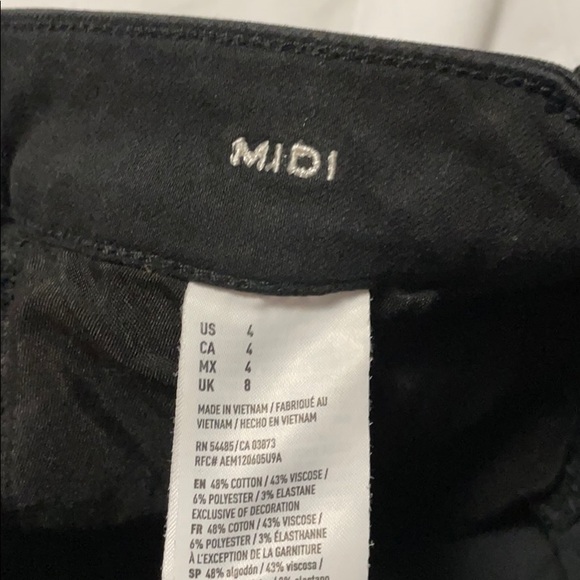 MIDI
US 4
CA 4
MX 4
UK 8
MADE IN VIETNAM / FABRIQUÉ AU
VIETNAM / HECHO EN VIETNAM
RN 54485/CA 03873
RFC# AEM120605U9A
EN 48% COTTON / 43% VISCOSE /
6% POLYESTER / 3% ELASTANE
EXCLUSIVE OF DECORATION
FR 48% COTON / 43% VISCOSE /
6% POLYESTER / 3% ÉLASTHANNE
À L'EXCEPTION DE LA GARNITURE
SP 48% algodón / 43% viscosa /
elastano